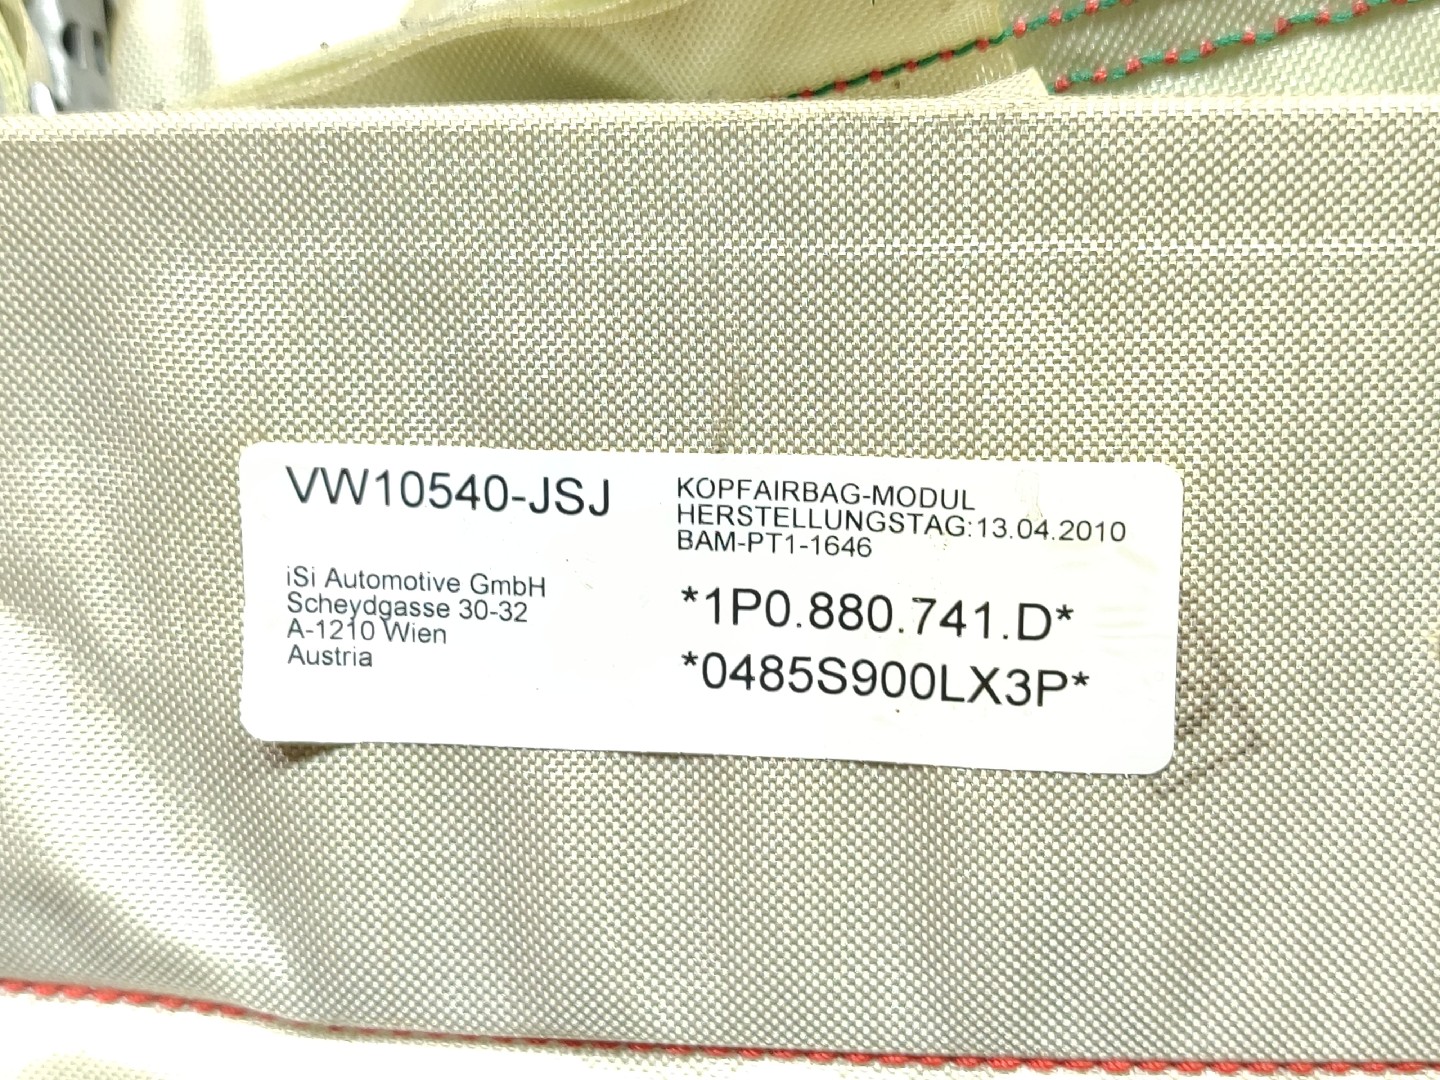 VW10540-JSJ
iSi Automotive GmbH
Scheydgasse 30-32
A-1210 Wien
Austria
KOPFAIRBAG-MODUL
HERSTELLUNGSTAG:13.04.2010
BAM-PT1-1646
*1P0.880.741.D*
*0485S900LX3P*